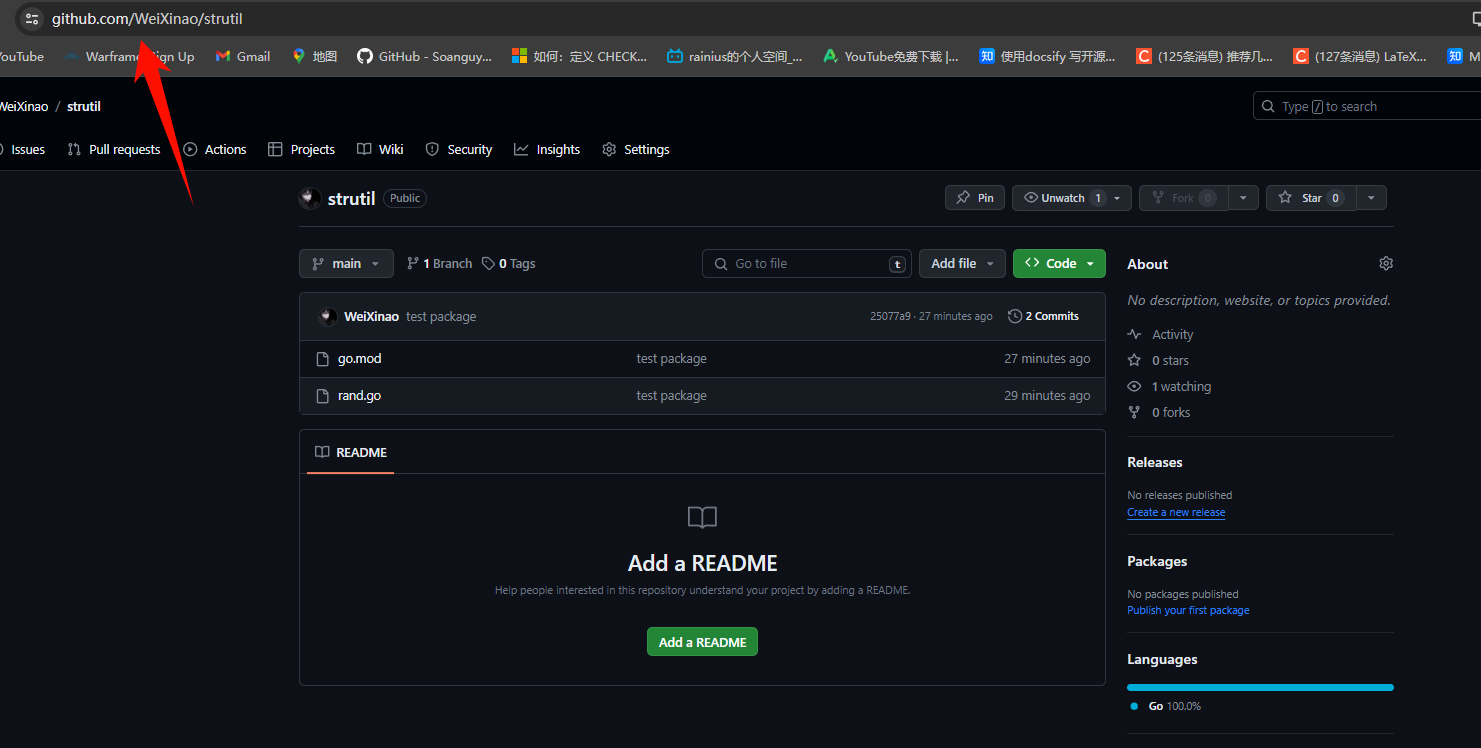 github.com/WeiXinao/strutil
YouTube Warframe Sign Up Gmail 地图 GitHub - Soanguy... 如何：定义 CHECK... rainius的个人空间_... YouTube免费下载 |... 知 使用docsify 写开源... C (125条消息) 推荐几... C (127条消息) LaTeX... 知 M
WeiXinao / strutil
Type / to search
Issues Pull requests Actions Projects Wiki Security Insights Settings
strutil Public
Pin Unwatch 1 Fork 0 Star 0
main 1 Branch 0 Tags Go to file t Add file Code
WeiXinao test package 25077a9 · 27 minutes ago 2 Commits
go.mod test package 27 minutes ago
rand.go test package 29 minutes ago
README
Add a README
Help people interested in this repository understand your project by adding a README.
Add a README
About
No description, website, or topics provided.
Activity
0 stars
1 watching
0 forks
Releases
No releases published
Create a new release
Packages
No packages published
Publish your first package
Languages
Go 100.0%